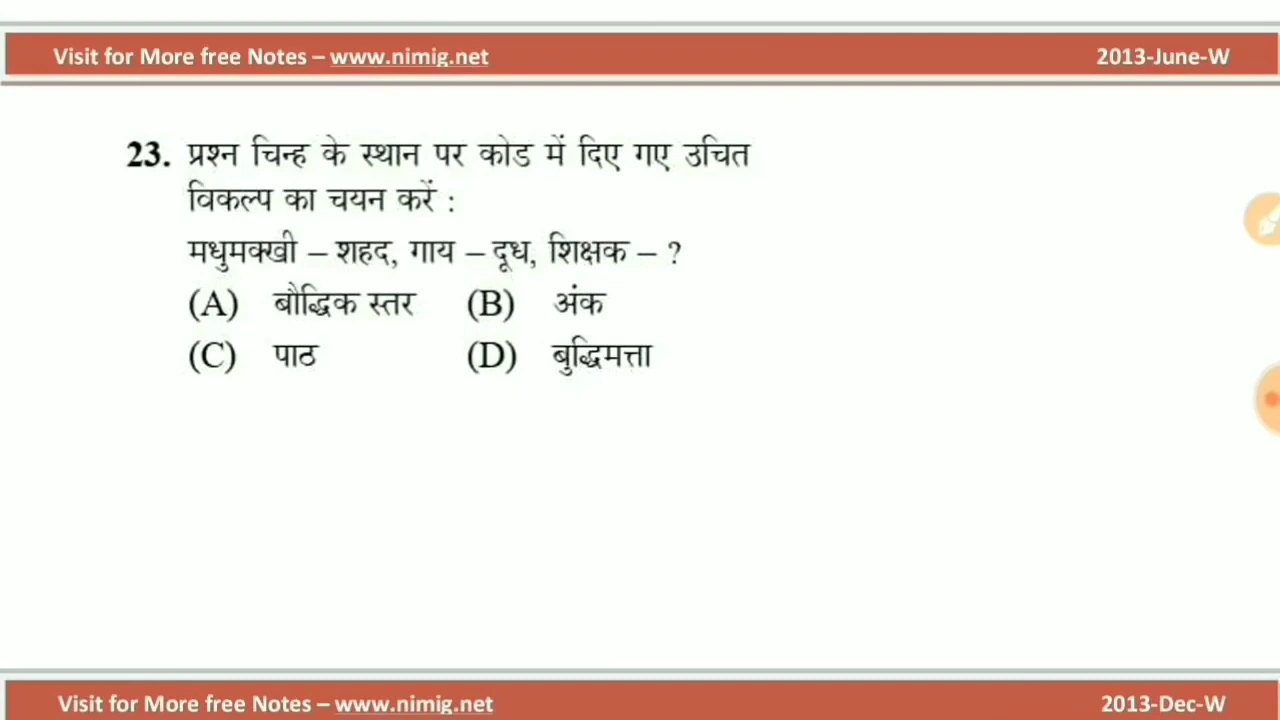 Visit for More free Notes – www.nimig.net 2013-June-W
23. प्रश्न चिन्ह के स्थान पर कोड में दिए गए उचित
विकल्प का चयन करें :
मधुमक्खी – शहद, गाय – दूध, शिक्षक – ?
(A) बौद्धिक स्तर (B) अंक
(C) पाठ (D) बुद्धिमत्ता
Visit for More free Notes – www.nimig.net 2013-Dec-W